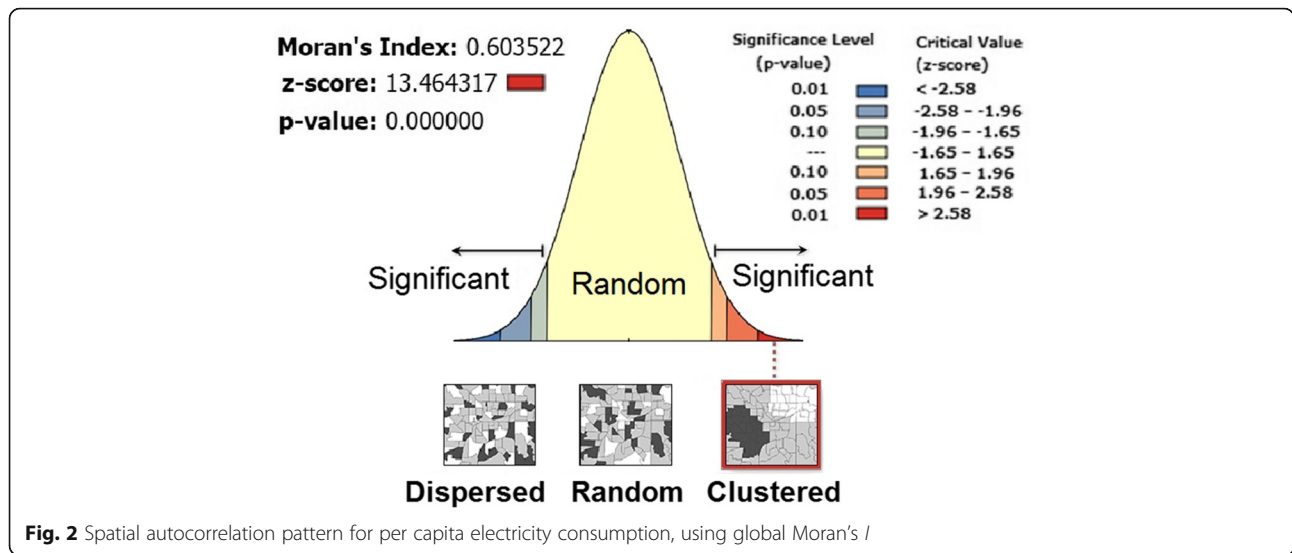 Moran's Index: 0.603522
z-score: 13.464317
p-value: 0.000000
Significance Level Critical Value
(p-value) (z-score)
0.01 < -2.58
0.05 -2.58 – -1.96
0.10 -1.96 – -1.65
--- -1.65 – 1.65
0.10 1.65 – 1.96
0.05 1.96 – 2.58
0.01 > 2.58
Significant Random Significant
Dispersed Random Clustered
Fig. 2 Spatial autocorrelation pattern for per capita electricity consumption, using global Moran's I